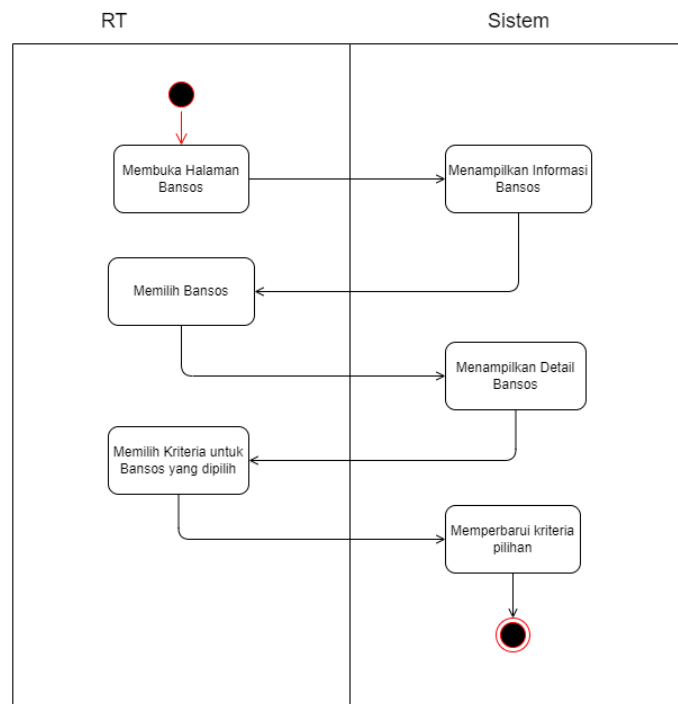 RT
Sistem
Membuka Halaman
Bansos
Menampilkan Informasi
Bansos
Memilih Bansos
Menampilkan Detail
Bansos
Memilih Kriteria untuk
Bansos yang dipilih
Memperbarui kriteria
pilihan